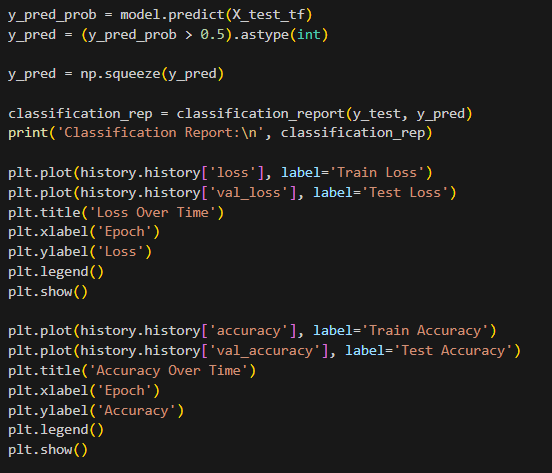 y_pred_prob = model.predict(X_test_tf)
y_pred = (y_pred_prob > 0.5).astype(int)
y_pred = np.squeeze(y_pred)
classification_rep = classification_report(y_test, y_pred)
print('Classification Report:\n', classification_rep)
plt.plot(history.history['loss'], label='Train Loss')
plt.plot(history.history['val_loss'], label='Test Loss')
plt.title('Loss Over Time')
plt.xlabel('Epoch')
plt.ylabel('Loss')
plt.legend()
plt.show()
plt.plot(history.history['accuracy'], label='Train Accuracy')
plt.plot(history.history['val_accuracy'], label='Test Accuracy')
plt.title('Accuracy Over Time')
plt.xlabel('Epoch')
plt.ylabel('Accuracy')
plt.legend()
plt.show()